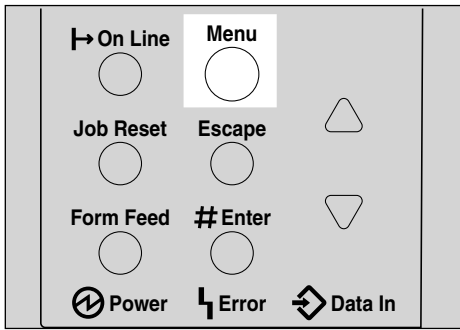 On Line Menu
Job Reset Escape
Form Feed # Enter
Power Error Data In